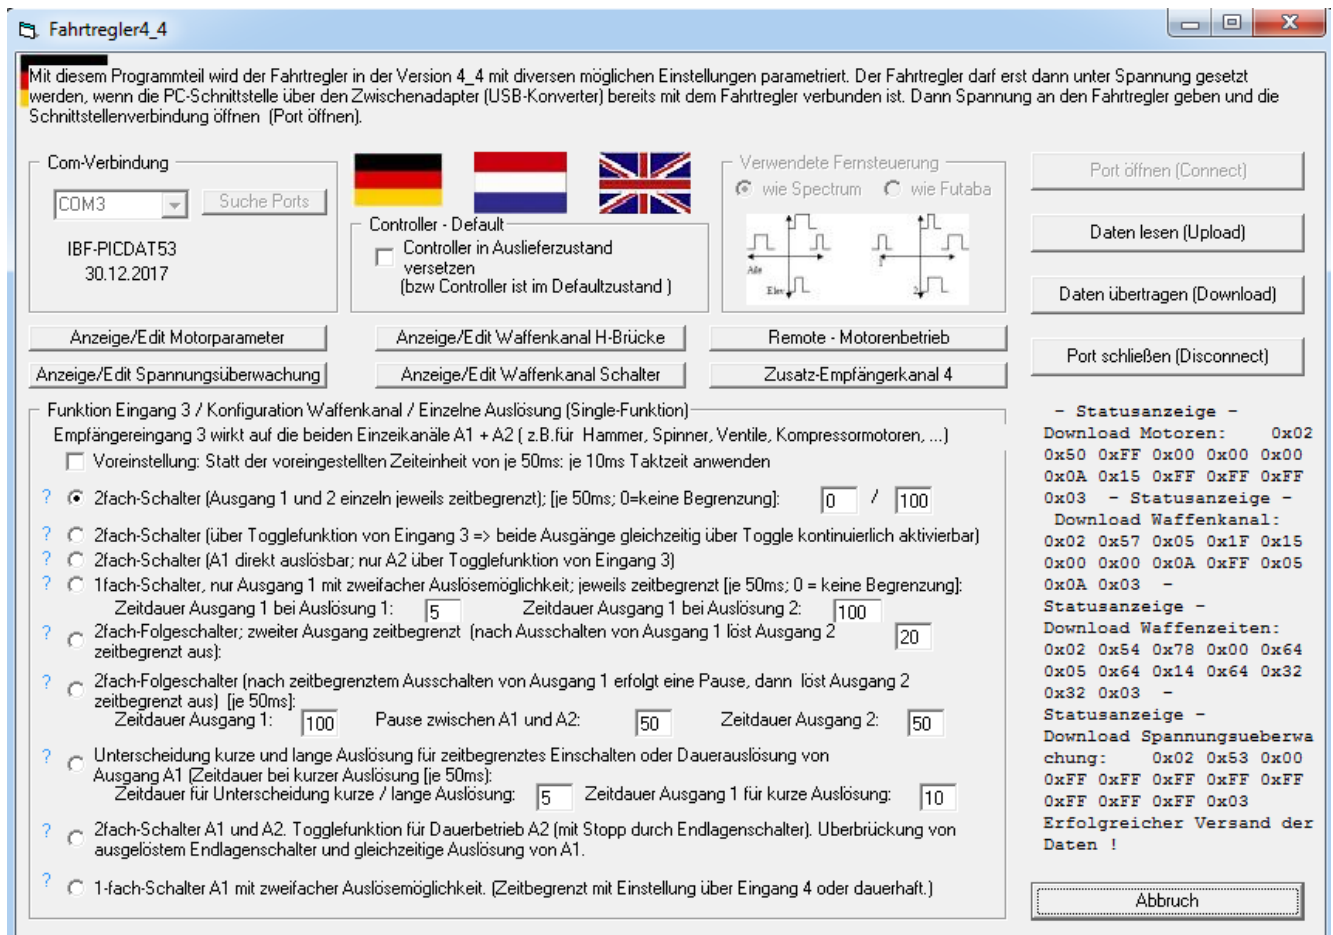 Fahrtregler4_4
Mit diesem Programmteil wird der Fahrtregler in der Version 4_4 mit diversen möglichen Einstellungen parametriert. Der Fahrtregler darf erst dann unter Spannung gesetzt
werden, wenn die PC-Schnittstelle über den Zwischenadapter (USB-Konverter) bereits mit dem Fahrtregler verbunden ist. Dann Spannung an den Fahrtregler geben und die
Schnittstellenverbindung öffnen (Port öffnen).
Com-Verbindung
COM3
Suche Ports
IBF-PICDAT53
30.12.2017
Controller - Default
Controller in Auslieferzustand
versetzen
(bzw Controller ist im Defaultzustand )
Verwendete Fernsteuerung
wie Spectrum
wie Futaba
Aile
Elev
1
2
Port öffnen (Connect)
Daten lesen (Upload)
Daten übertragen (Download)
Port schließen (Disconnect)
Anzeige/Edit Motorparameter
Anzeige/Edit Waffenkanal H-Brücke
Remote - Motorenbetrieb
Anzeige/Edit Spannungsüberwachung
Anzeige/Edit Waffenkanal Schalter
Zusatz-Empfängerkanal 4
Funktion Eingang 3 / Konfiguration Waffenkanal / Einzelne Auslösung (Single-Funktion)
Empfängereingang 3 wirkt auf die beiden Einzelkanäle A1 + A2 ( z.B.für Hammer, Spinner, Ventile, Kompressormotoren, ...)
Voreinstellung: Statt der voreingestellten Zeiteinheit von je 50ms: je 10ms Taktzeit anwenden
? 2fach-Schalter (Ausgang 1 und 2 einzeln jeweils zeitbegrenzt); [je 50ms; 0=keine Begrenzung]: 0 / 100
? 2fach-Schalter (über Togglefunktion von Eingang 3 => beide Ausgänge gleichzeitig über Toggle kontinuierlich aktivierbar)
? 2fach-Schalter (A1 direkt auslösbar; nur A2 über Togglefunktion von Eingang 3)
? 1fach-Schalter, nur Ausgang 1 mit zweifacher Auslösemöglichkeit; jeweils zeitbegrenzt [je 50ms; 0 = keine Begrenzung]:
Zeitdauer Ausgang 1 bei Auslösung 1: 5 Zeitdauer Ausgang 1 bei Auslösung 2: 100
? 2fach-Folgeschalter; zweiter Ausgang zeitbegrenzt (nach Ausschalten von Ausgang 1 löst Ausgang 2 20
zeitbegrenzt aus):
? 2fach-Folgeschalter (nach zeitbegrenztem Ausschalten von Ausgang 1 erfolgt eine Pause, dann löst Ausgang 2
zeitbegrenzt aus) [je 50ms]:
Zeitdauer Ausgang 1: 100 Pause zwischen A1 und A2: 50 Zeitdauer Ausgang 2: 50
? Unterscheidung kurze und lange Auslösung für zeitbegrenztes Einschalten oder Dauerauslösung von
Ausgang A1 (Zeitdauer bei kurzer Auslösung [je 50ms):
Zeitdauer für Unterscheidung kurze / lange Auslösung: 5 Zeitdauer Ausgang 1 für kurze Auslösung: 10
? 2fach-Schalter A1 und A2. Togglefunktion für Dauerbetrieb A2 (mit Stopp durch Endlagenschalter). Überbrückung von
ausgelöstem Endlagenschalter und gleichzeitige Auslösung von A1.
? 1-fach-Schalter A1 mit zweifacher Auslösemöglichkeit. (Zeitbegrenzt mit Einstellung über Eingang 4 oder dauerhaft.)
- Statusanzeige -
Download Motoren: 0x02
0x50 0xFF 0x00 0x00 0x00
0x0A 0x15 0xFF 0xFF 0xFF
0x03 - Statusanzeige -
Download Waffenkanal:
0x02 0x57 0x05 0x1F 0x15
0x00 0x00 0x0A 0xFF 0x05
0x0A 0x03 -
Statusanzeige -
Download Waffenzeiten:
0x02 0x54 0x78 0x00 0x64
0x05 0x64 0x14 0x64 0x32
0x32 0x03 -
Statusanzeige -
Download Spannungsueberwa
chung: 0x02 0x53 0x00
0xFF 0xFF 0xFF 0xFF 0xFF
0xFF 0xFF 0xFF 0x03
Erfolgreicher Versand der
Daten !
Abbruch